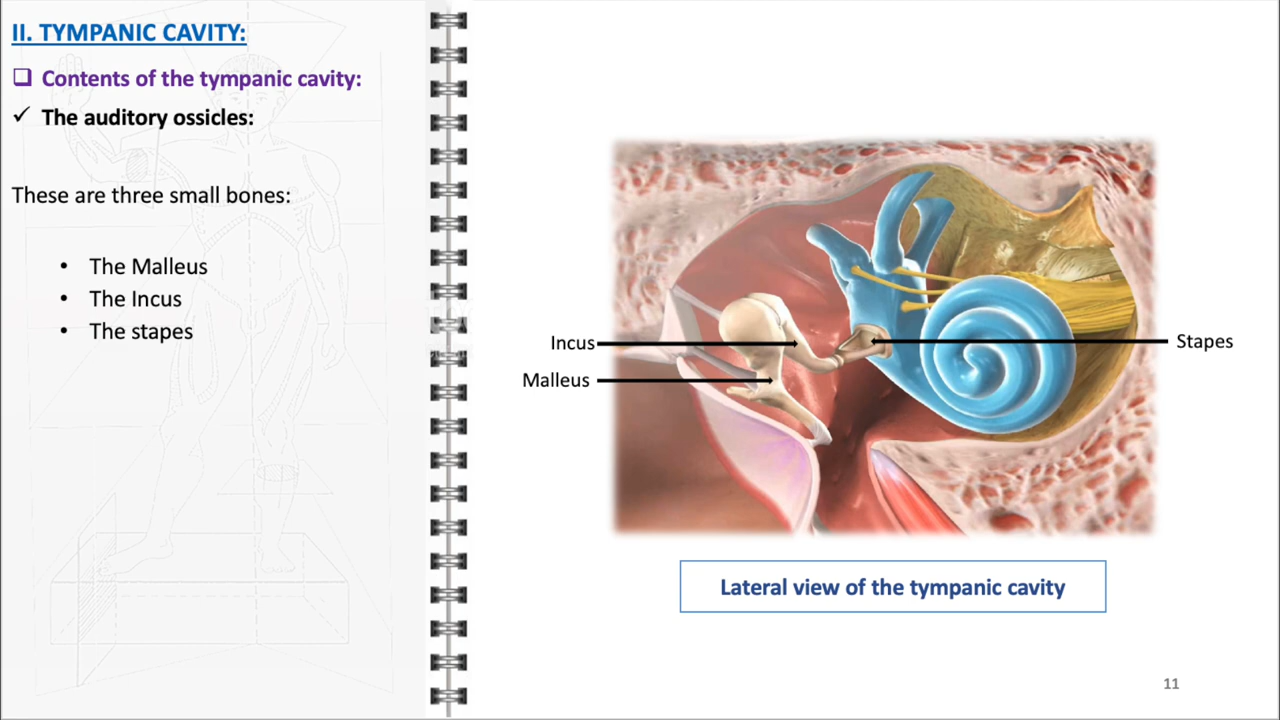 II. TYMPANIC CAVITY:
Contents of the tympanic cavity:
The auditory ossicles:
These are three small bones:
• The Malleus
• The Incus
• The stapes
Incus
Malleus
Stapes
Lateral view of the tympanic cavity
11